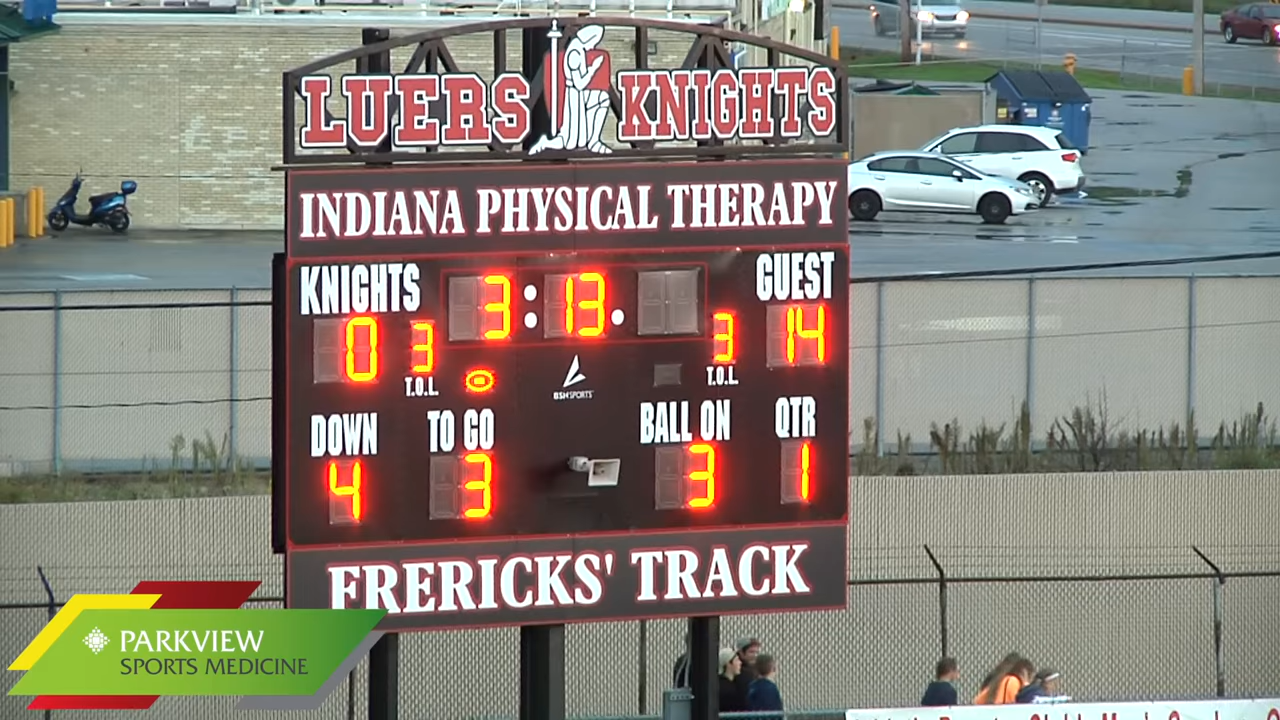 LUERS KNIGHTS
INDIANA PHYSICAL THERAPY
KNIGHTS 3:13. GUEST
0 3 3 14
T.O.L. T.O.L.
BSN SPORTS
DOWN TO GO BALL ON QTR
4 3 3 1
FRERICKS' TRACK
PARKVIEW
SPORTS MEDICINE